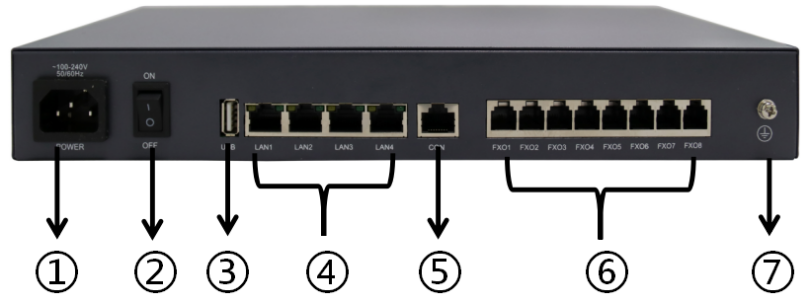 ~100-240V
50/60Hz
ON
POWER
OFF
USB
LAN1 LAN2 LAN3 LAN4
CON
FXO1 FXO2 FXO3 FXO4 FXO5 FXO6 FXO7 FXO8
① ② ③ ④ ⑤ ⑥ ⑦